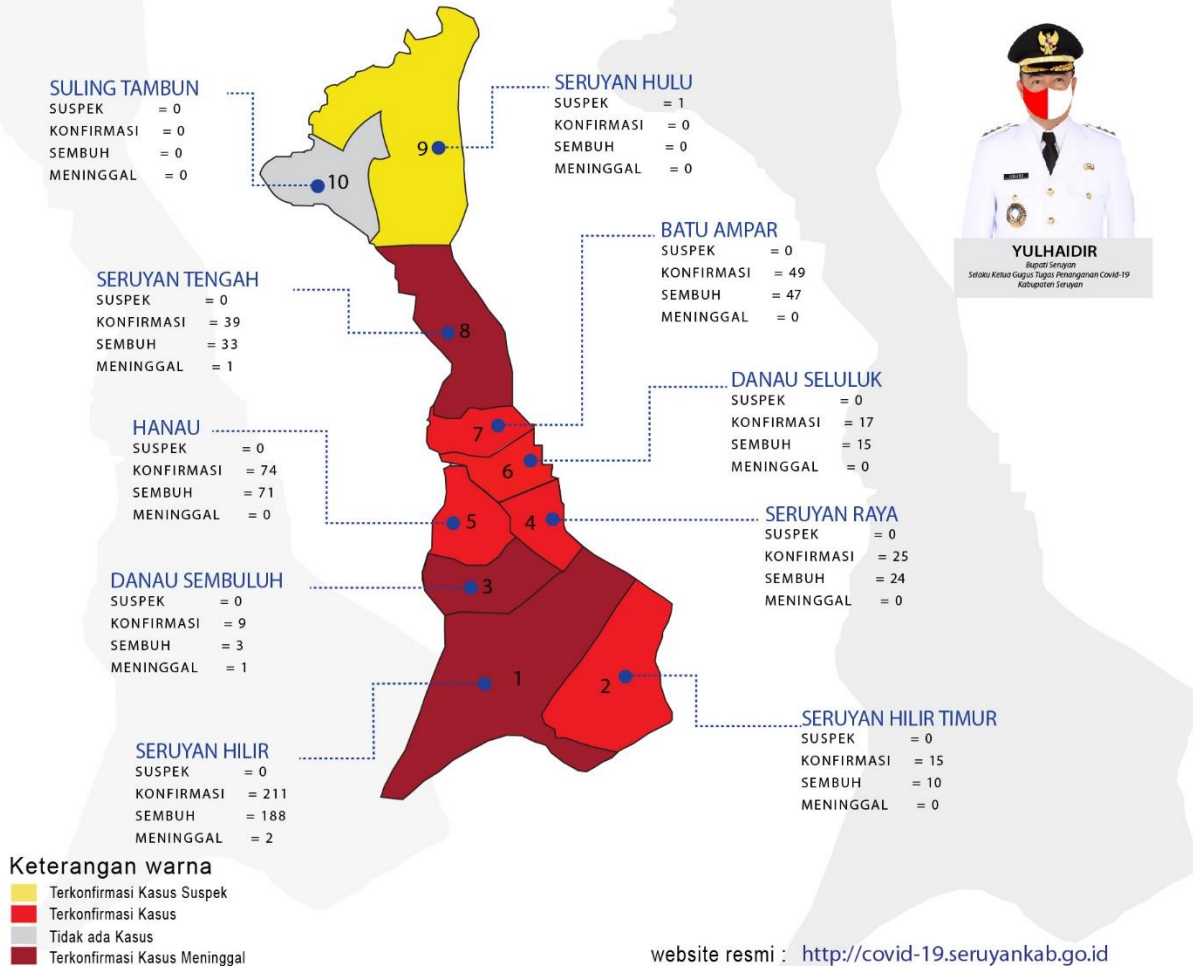 SULING TAMBUN
SUSPEK = 0
KONFIRMASI = 0
SEMBUH = 0
MENINGGAL = 0
SERUYAN HULU
SUSPEK = 1
KONFIRMASI = 0
SEMBUH = 0
MENINGGAL = 0
9
10
YULHAIDIR
Bupati Seruyan
Selaku Ketua Gugus Tugas Penanganan Covid-19
Kabupaten Seruyan
BATU AMPAR
SUSPEK = 0
KONFIRMASI = 49
SEMBUH = 47
MENINGGAL = 0
SERUYAN TENGAH
SUSPEK = 0
KONFIRMASI = 39
SEMBUH = 33
MENINGGAL = 1
8
DANAU SELULUK
SUSPEK = 0
KONFIRMASI = 17
SEMBUH = 15
MENINGGAL = 0
HANAU
SUSPEK = 0
KONFIRMASI = 74
SEMBUH = 71
MENINGGAL = 0
7
6
5
4
SERUYAN RAYA
SUSPEK = 0
KONFIRMASI = 25
SEMBUH = 24
MENINGGAL = 0
DANAU SEMBULUH
SUSPEK = 0
KONFIRMASI = 9
SEMBUH = 3
MENINGGAL = 1
3
1
2
SERUYAN HILIR TIMUR
SUSPEK = 0
KONFIRMASI = 15
SEMBUH = 10
MENINGGAL = 0
SERUYAN HILIR
SUSPEK = 0
KONFIRMASI = 211
SEMBUH = 188
MENINGGAL = 2
Keterangan warna
Terkonfirmasi Kasus Suspek
Terkonfirmasi Kasus
Tidak ada Kasus
Terkonfirmasi Kasus Meninggal
website resmi : http://covid-19.seruyankab.go.id